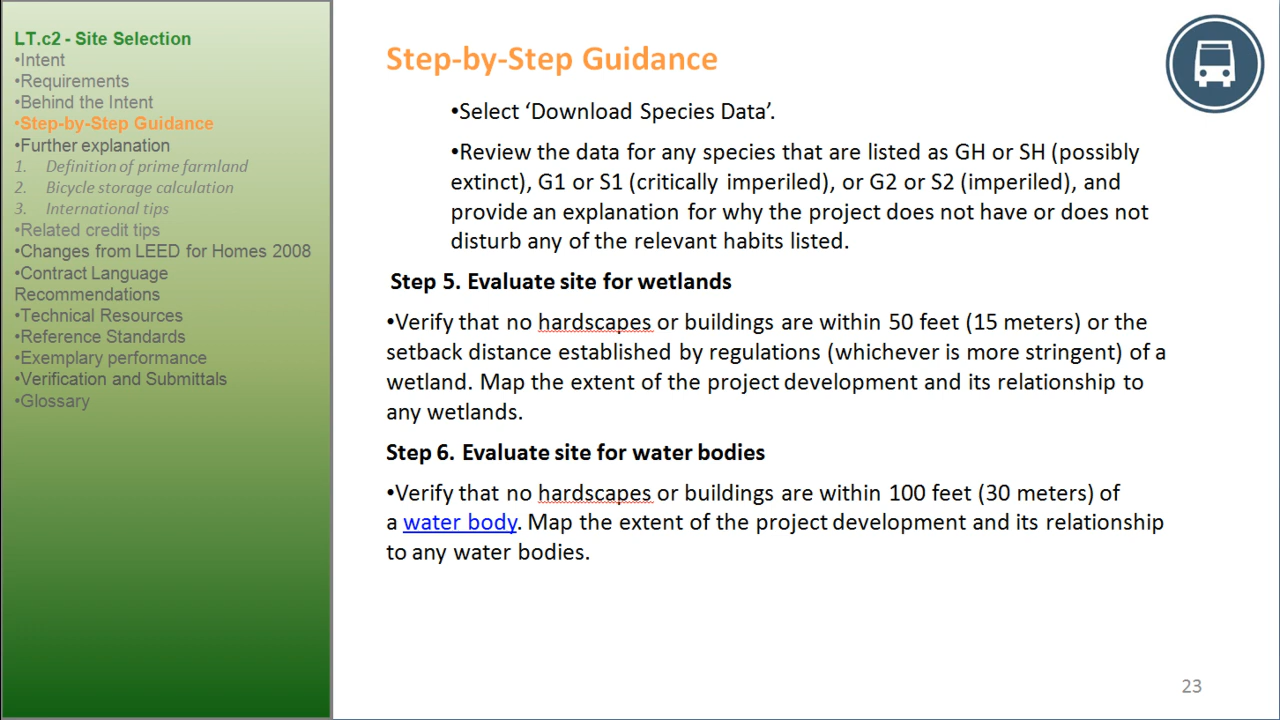 LT.c2 - Site Selection
•Intent
•Requirements
•Behind the Intent
•Step-by-Step Guidance
•Further explanation
1. Definition of prime farmland
2. Bicycle storage calculation
3. International tips
•Related credit tips
•Changes from LEED for Homes 2008
•Contract Language
Recommendations
•Technical Resources
•Reference Standards
•Exemplary performance
•Verification and Submittals
•Glossary
Step-by-Step Guidance
•Select ‘Download Species Data’.
•Review the data for any species that are listed as GH or SH (possibly
extinct), G1 or S1 (critically imperiled), or G2 or S2 (imperiled), and
provide an explanation for why the project does not have or does not
disturb any of the relevant habits listed.
Step 5. Evaluate site for wetlands
•Verify that no hardscapes or buildings are within 50 feet (15 meters) or the
setback distance established by regulations (whichever is more stringent) of a
wetland. Map the extent of the project development and its relationship to
any wetlands.
Step 6. Evaluate site for water bodies
•Verify that no hardscapes or buildings are within 100 feet (30 meters) of
a water body. Map the extent of the project development and its relationship
to any water bodies.
23